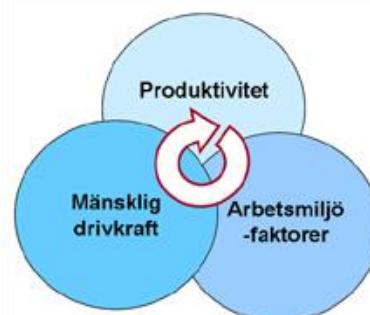 Produktivitet
Mänsklig
drivkraft
Arbetsmiljö
-faktorer